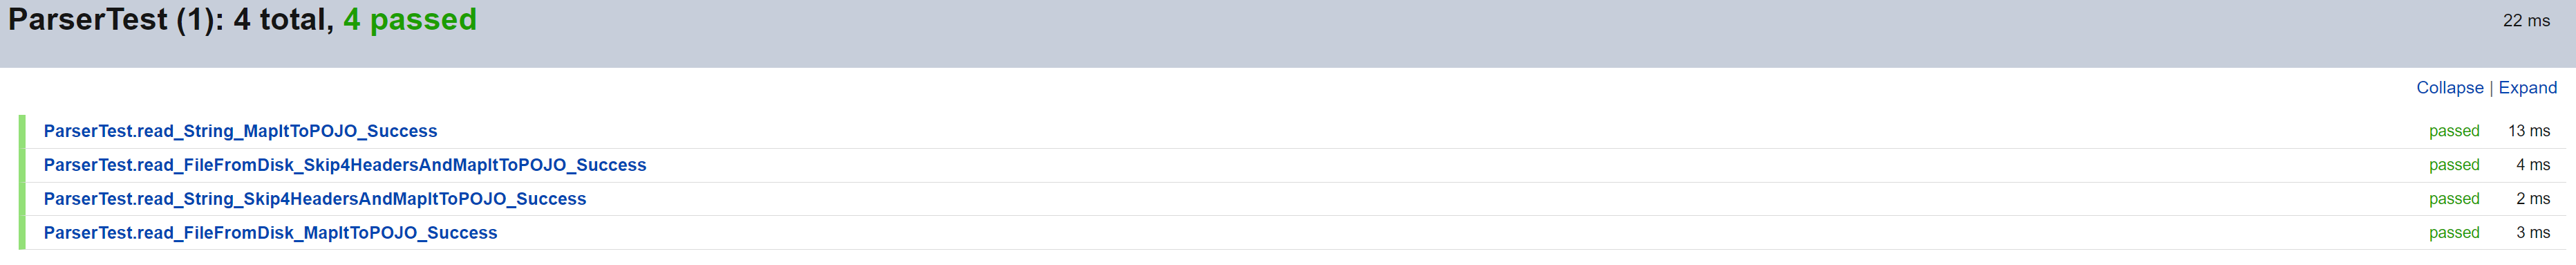 ParserTest (1): 4 total, 4 passed 22 ms
Collapse | Expand
ParserTest.read_String_MapItToPOJO_Success passed 13 ms
ParserTest.read_FileFromDisk_Skip4HeadersAndMapItToPOJO_Success passed 4 ms
ParserTest.read_String_Skip4HeadersAndMapItToPOJO_Success passed 2 ms
ParserTest.read_FileFromDisk_MapItToPOJO_Success passed 3 ms